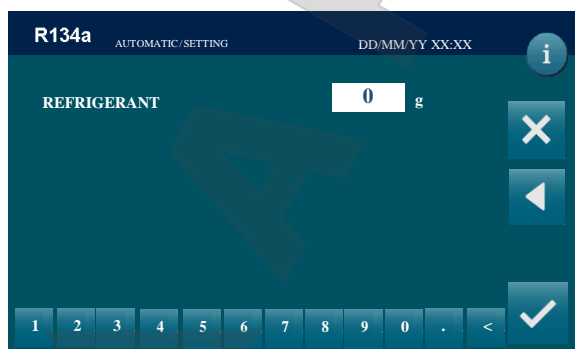 R134a AUTOMATIC/SETTING DD/MM/YY XX:XX
i
REFRIGERANT 0 g
1 2 3 4 5 6 7 8 9 0 . <